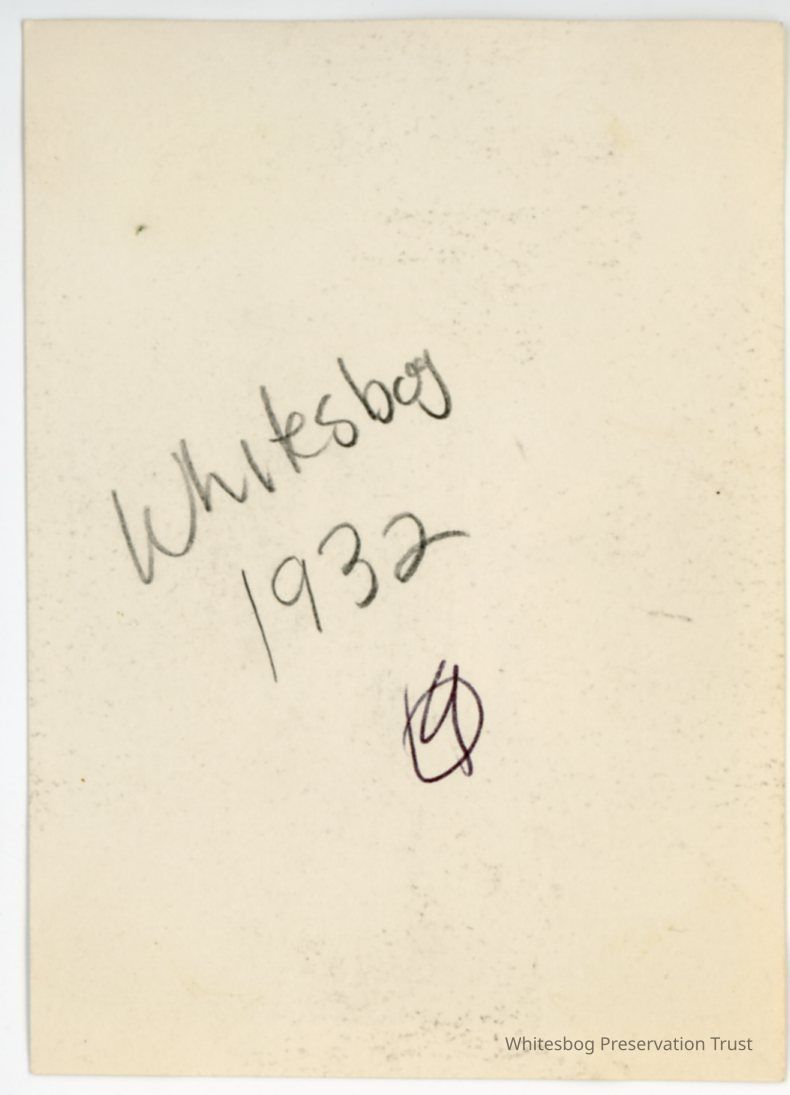 Whitesbog
1932
Whitesbog Preservation Trust